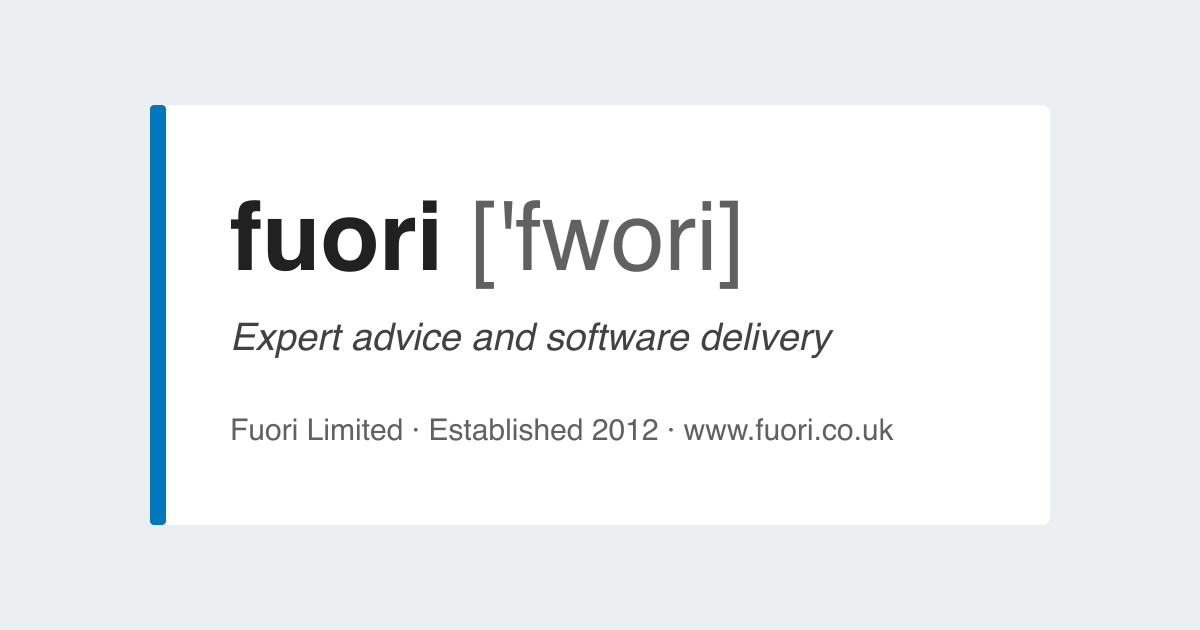 fuori ['fwori]
Expert advice and software delivery
Fuori Limited · Established 2012 · www.fuori.co.uk